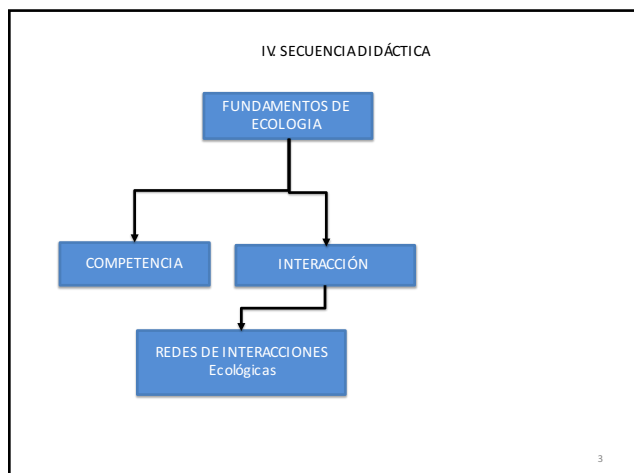 IV. SECUENCIA DIDÁCTICA
FUNDAMENTOS DE
ECOLOGIA
COMPETENCIA
INTERACCIÓN
REDES DE INTERACCIONES
Ecológicas
3